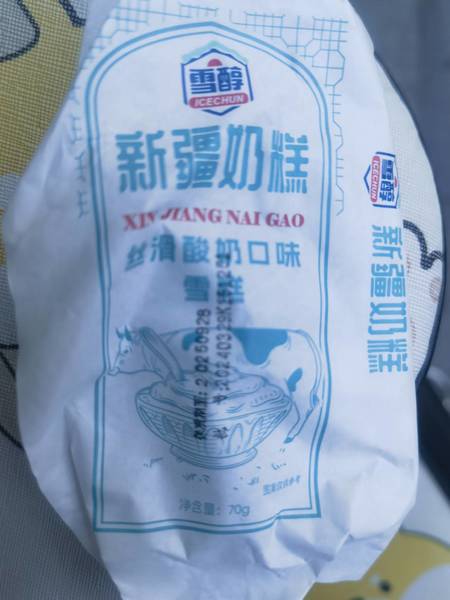 雪醇
ICECHUN
新疆奶糕
XIN JIANG NAI GAO
丝滑酸奶口味
雪糕
净含量：70g
雪醇
ICECHUN
新疆奶糕